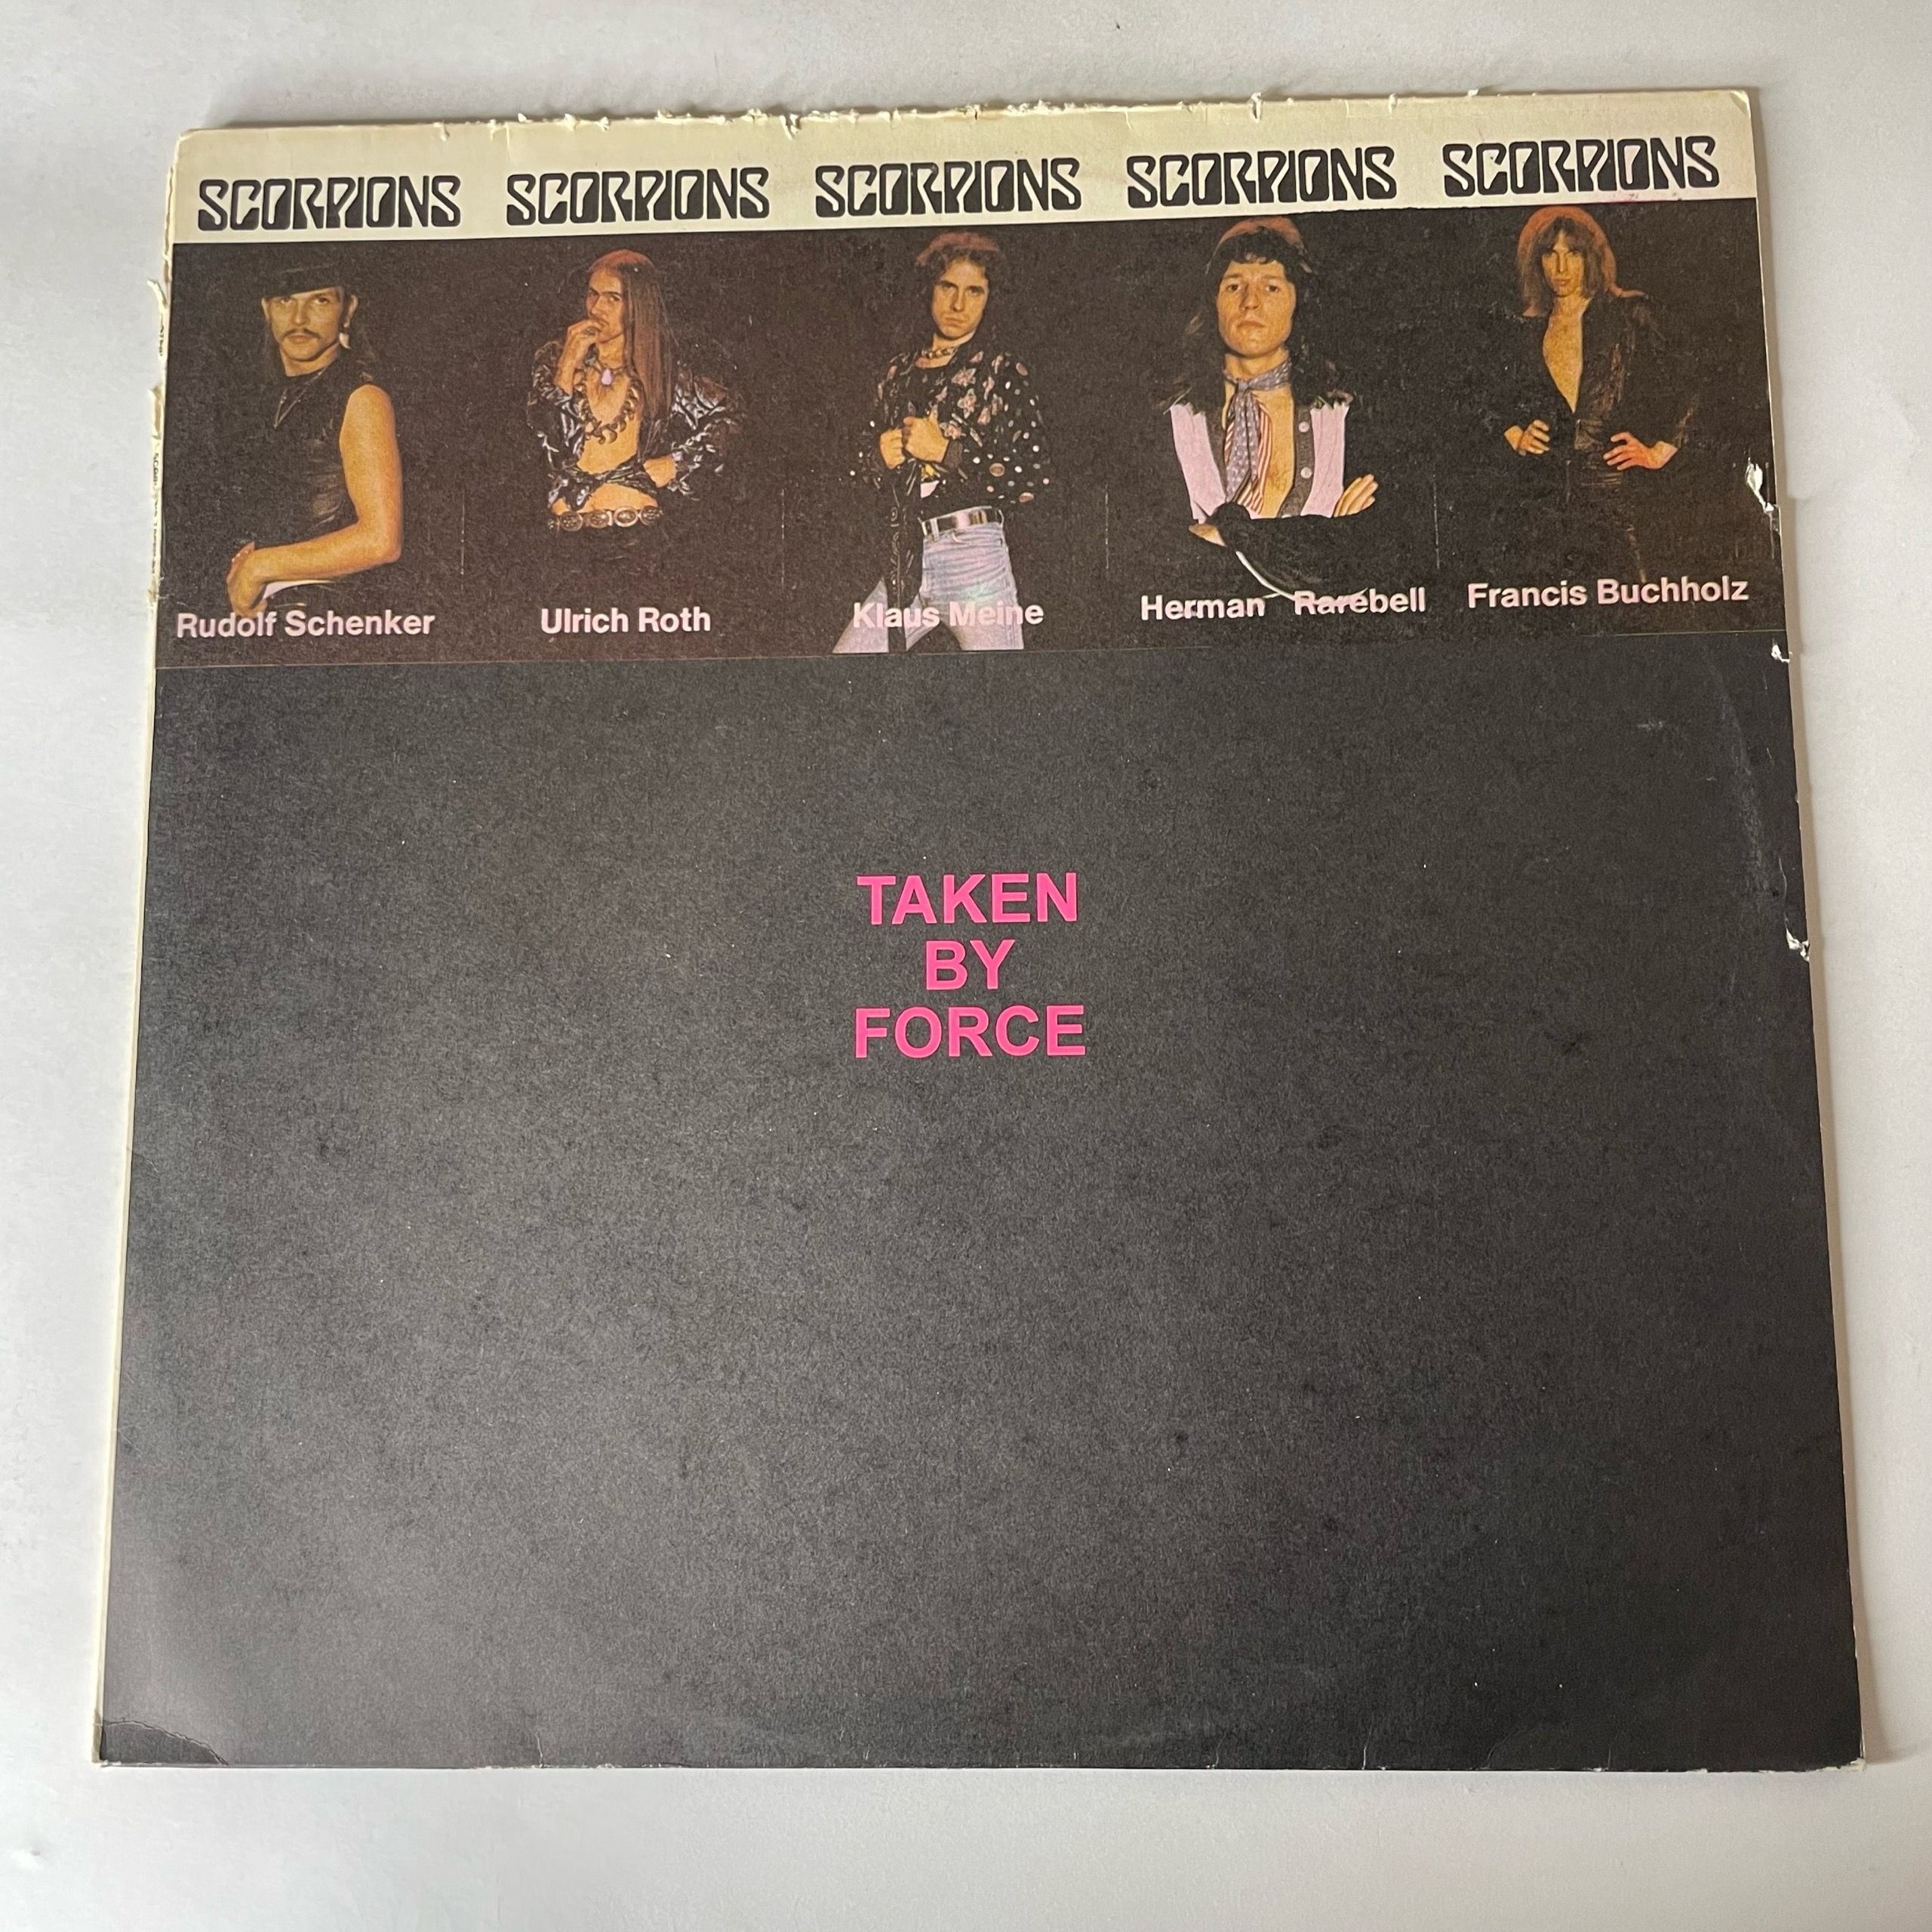 SCORPIONS SCORPIONS SCORPIONS SCORPIONS SCORPIONS
Rudolf Schenker Ulrich Roth Klaus Meine Herman Rarebell Francis Buchholz
TAKEN
BY
FORCE